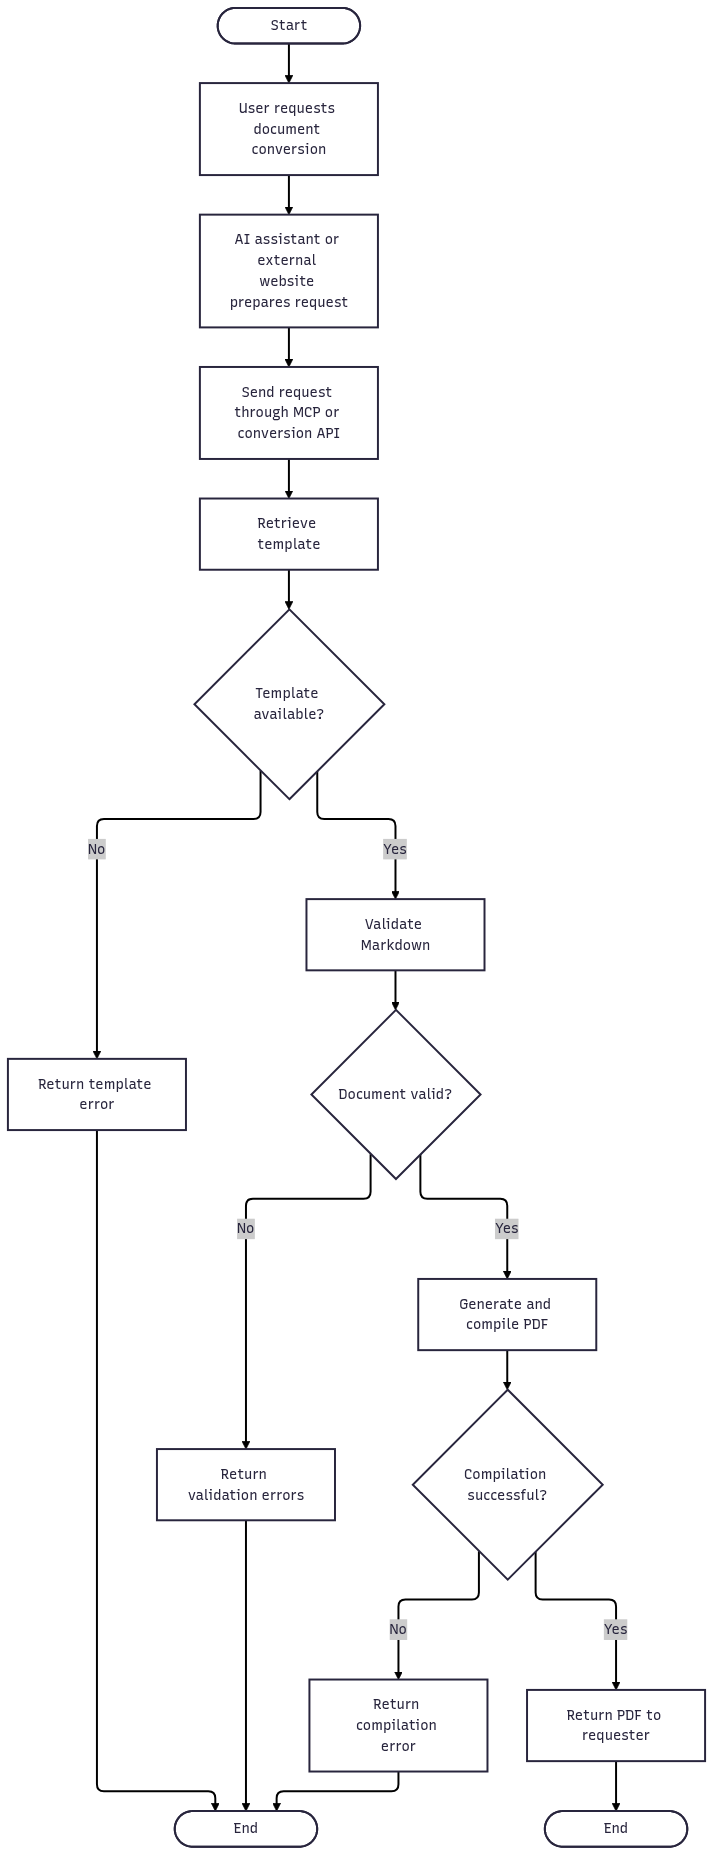 Start
User requests
document
conversion
AI assistant or
external
website
prepares request
Send request
through MCP or
conversion API
Retrieve
template
Template
available?
No
Yes
Validate
Markdown
Return template
error
Document valid?
No
Yes
Generate and
compile PDF
Return
validation errors
Compilation
successful?
No
Yes
Return
compilation
error
Return PDF to
requester
End
End